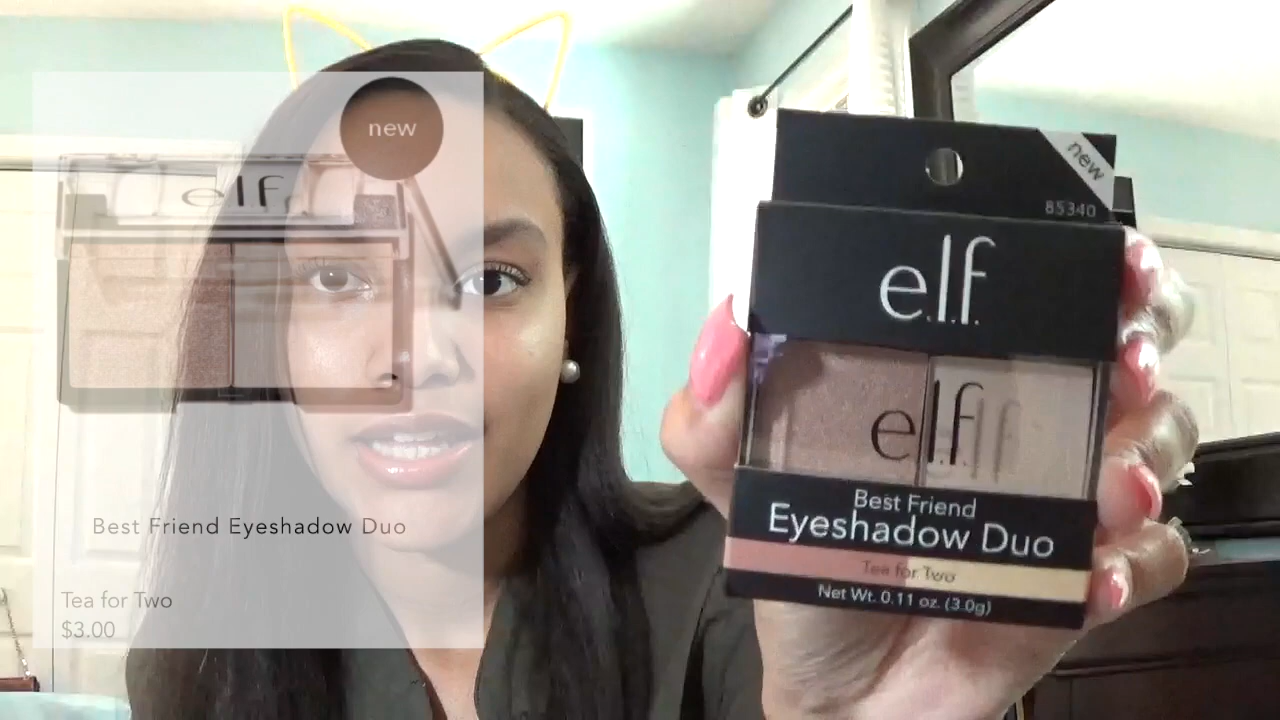 new
e.l.f.
Best Friend Eyeshadow Duo
Tea for Two
$3.00
new
85340
e.l.f.
e.l.f.
Best Friend
Eyeshadow Duo
Tea for Two
Net Wt. 0.11 oz. (3.0g)